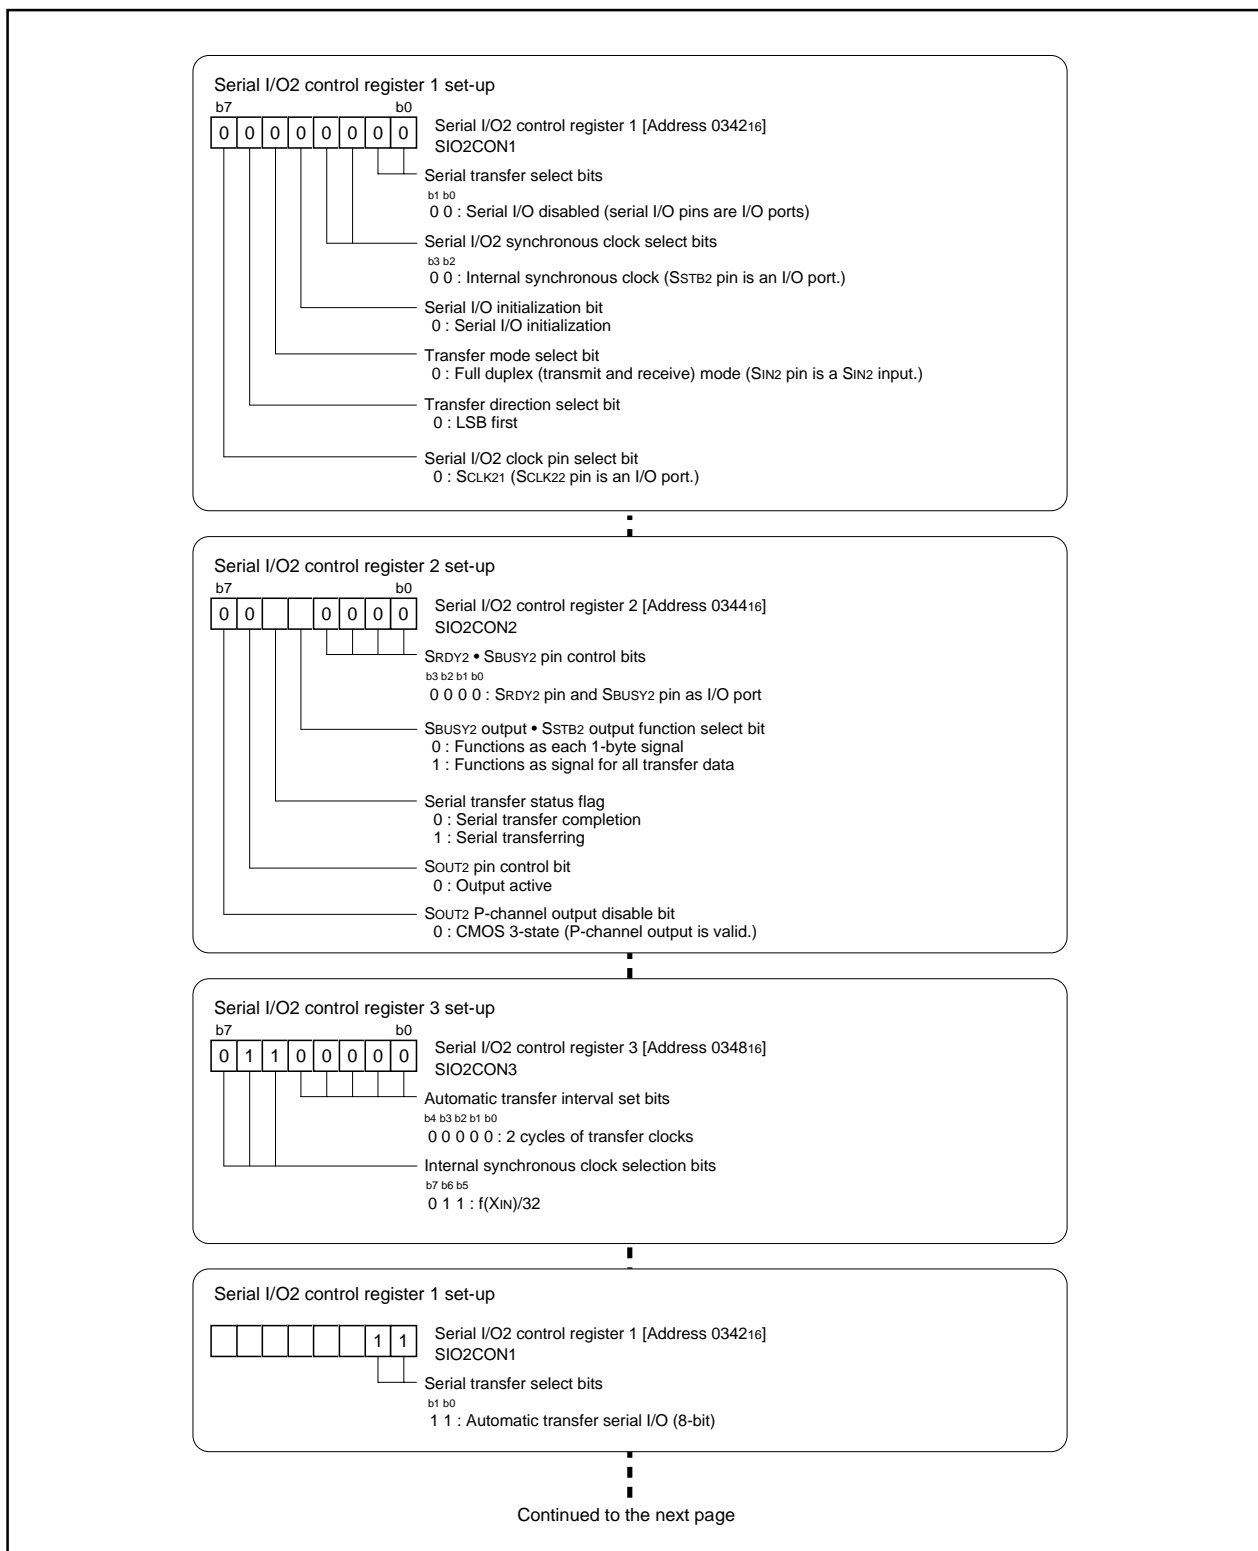 Serial I/O2 control register 1 set-up
b7 b0
0 0 0 0 0 0 0 0
Serial I/O2 control register 1 [Address 034216]
SIO2CON1
Serial transfer select bits
b1 b0
0 0 : Serial I/O disabled (serial I/O pins are I/O ports)
Serial I/O2 synchronous clock select bits
b3 b2
0 0 : Internal synchronous clock (SSTB2 pin is an I/O port.)
Serial I/O initialization bit
0 : Serial I/O initialization
Transfer mode select bit
0 : Full duplex (transmit and receive) mode (SIN2 pin is a SIN2 input.)
Transfer direction select bit
0 : LSB first
Serial I/O2 clock pin select bit
0 : SCLK21 (SCLK22 pin is an I/O port.)
Serial I/O2 control register 2 set-up
b7 b0
0 0 0 0 0 0
Serial I/O2 control register 2 [Address 034416]
SIO2CON2
SRDY2 • SBUSY2 pin control bits
b3 b2 b1 b0
0 0 0 0 : SRDY2 pin and SBUSY2 pin as I/O port
SBUSY2 output • SSTB2 output function select bit
0 : Functions as each 1-byte signal
1 : Functions as signal for all transfer data
Serial transfer status flag
0 : Serial transfer completion
1 : Serial transferring
SOUT2 pin control bit
0 : Output active
SOUT2 P-channel output disable bit
0 : CMOS 3-state (P-channel output is valid.)
Serial I/O2 control register 3 set-up
b7 b0
0 1 1 0 0 0 0 0
Serial I/O2 control register 3 [Address 034816]
SIO2CON3
Automatic transfer interval set bits
b4 b3 b2 b1 b0
0 0 0 0 0 : 2 cycles of transfer clocks
Internal synchronous clock selection bits
b7 b6 b5
0 1 1 : f(XIN)/32
Serial I/O2 control register 1 set-up
1 1
Serial I/O2 control register 1 [Address 034216]
SIO2CON1
Serial transfer select bits
b1 b0
1 1 : Automatic transfer serial I/O (8-bit)
Continued to the next page